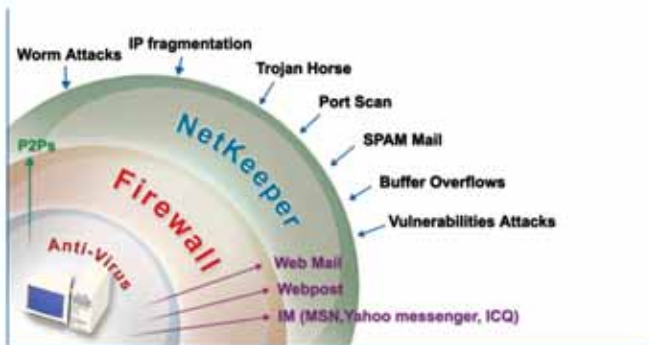 Worm Attacks
IP fragmentation
Trojan Horse
Port Scan
SPAM Mail
Buffer Overflows
Vulnerabilities Attacks
NetKeeper
P2Ps
Firewall
Anti-Virus
Web Mail
Webpost
IM (MSN,Yahoo messenger, ICQ)